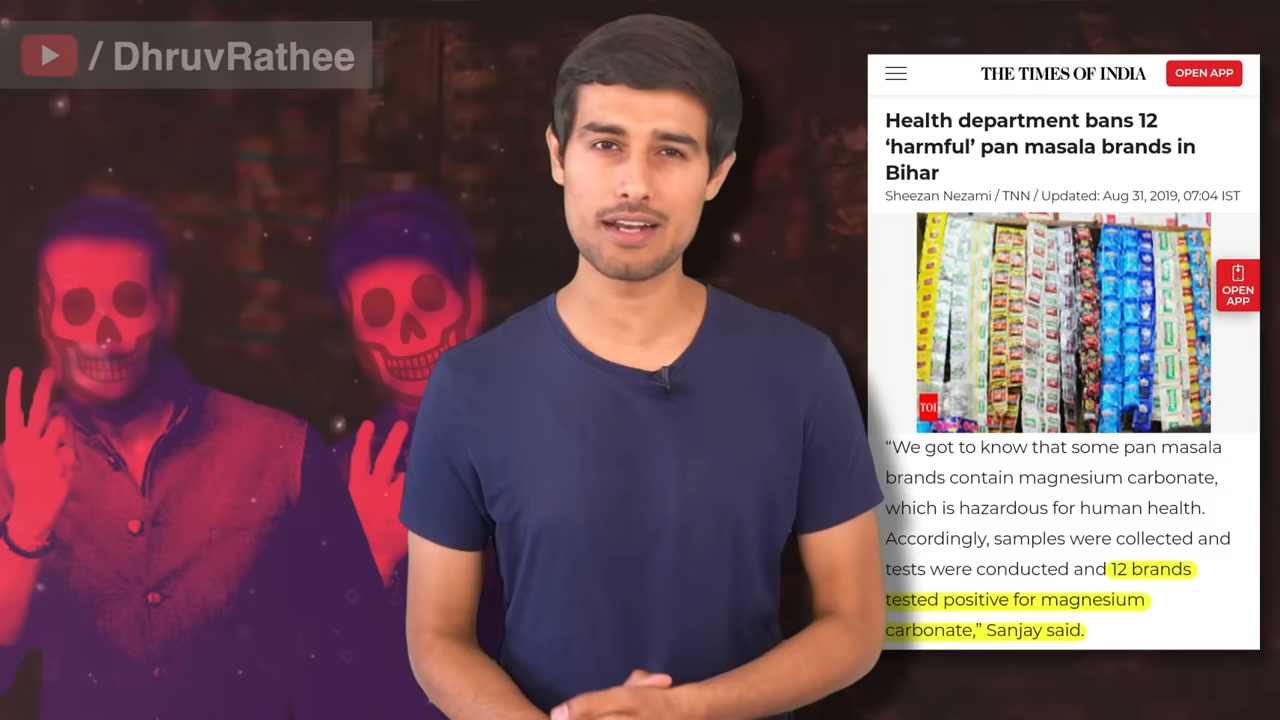 / DhruvRathee
THE TIMES OF INDIA
OPEN APP
Health department bans 12
‘harmful’ pan masala brands in
Bihar
Sheezan Nezami / TNN / Updated: Aug 31, 2019, 07:04 IST
TOI
OPEN
APP
“We got to know that some pan masala
brands contain magnesium carbonate,
which is hazardous for human health.
Accordingly, samples were collected and
tests were conducted and 12 brands
tested positive for magnesium
carbonate,” Sanjay said.